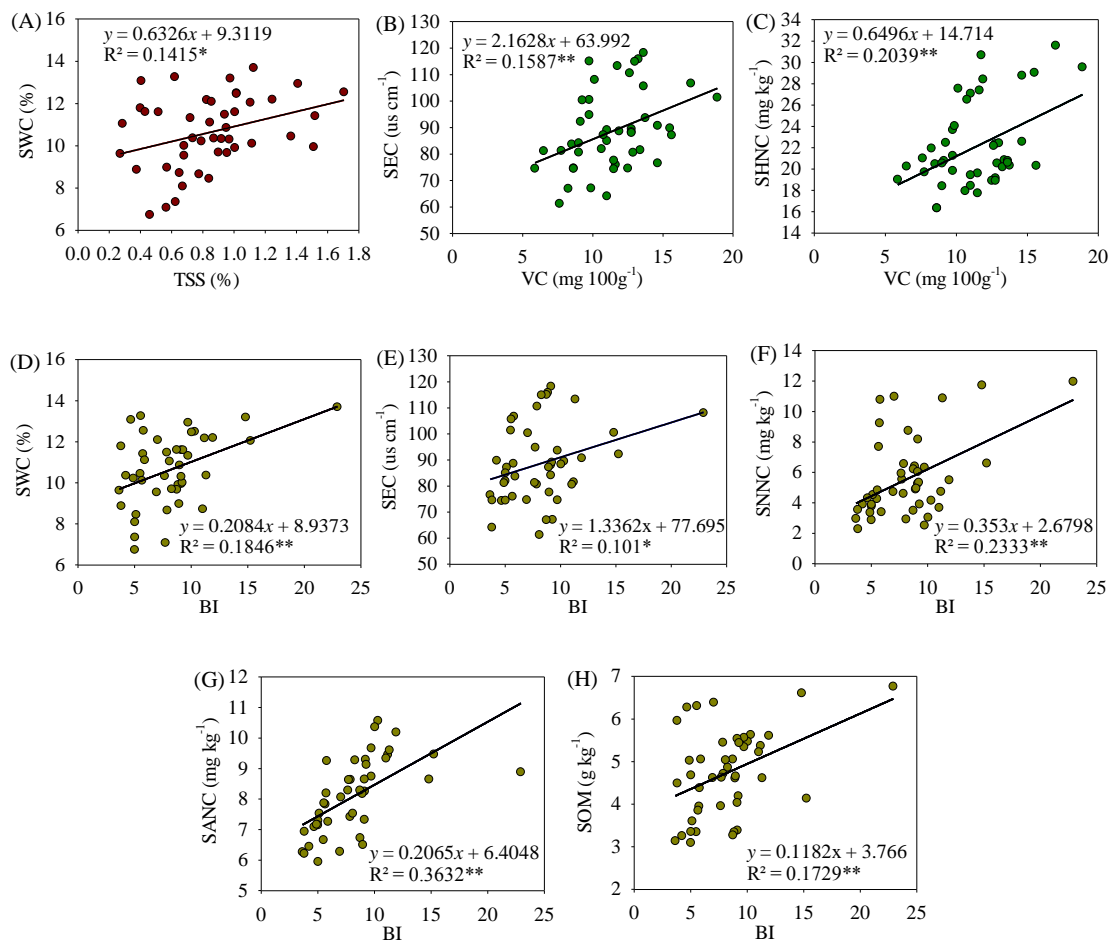 (A)
y = 0.6326x + 9.3119
R² = 0.1415*
SWC (%)
16
14
12
10
8
6
0.0 0.2 0.4 0.6 0.8 1.0 1.2 1.4 1.6 1.8
TSS (%)
(B)
y = 2.1628x + 63.992
R² = 0.1587**
SEC (us cm⁻¹)
130
120
110
100
90
80
70
60
50
0 5 10 15 20
VC (mg 100g⁻¹)
(C)
y = 0.6496x + 14.714
R² = 0.2039**
SHNC (mg kg⁻¹)
34
32
30
28
26
24
22
20
18
16
14
0 5 10 15 20
VC (mg 100g⁻¹)
(D)
SWC (%)
16
14
12
10
8
6
y = 0.2084x + 8.9373
R² = 0.1846**
0 5 10 15 20 25
BI
(E)
SEC (us cm⁻¹)
130
120
110
100
90
80
70
60
50
y = 1.3362x + 77.695
R² = 0.101*
0 5 10 15 20 25
BI
(F)
SNNC (mg kg⁻¹)
14
12
10
8
6
4
2
0
y = 0.353x + 2.6798
R² = 0.2333**
0 5 10 15 20 25
BI
(G)
SANC (mg kg⁻¹)
12
11
10
9
8
7
6
5
y = 0.2065x + 6.4048
R² = 0.3632**
0 5 10 15 20 25
BI
(H)
SOM (g kg⁻¹)
7
6
5
4
3
2
y = 0.1182x + 3.766
R² = 0.1729**
0 5 10 15 20 25
BI